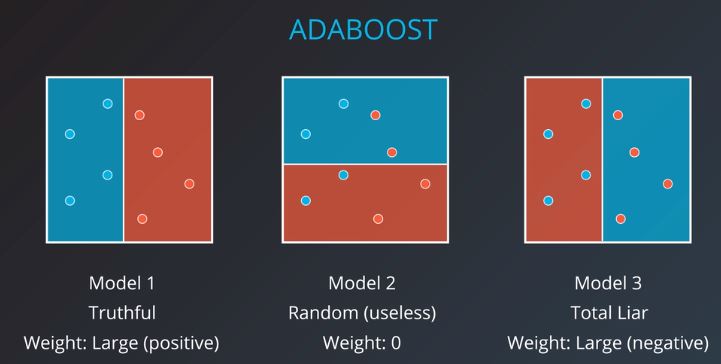 ADABOOST
Model 1
Truthful
Weight: Large (positive)
Model 2
Random (useless)
Weight: 0
Model 3
Total Liar
Weight: Large (negative)